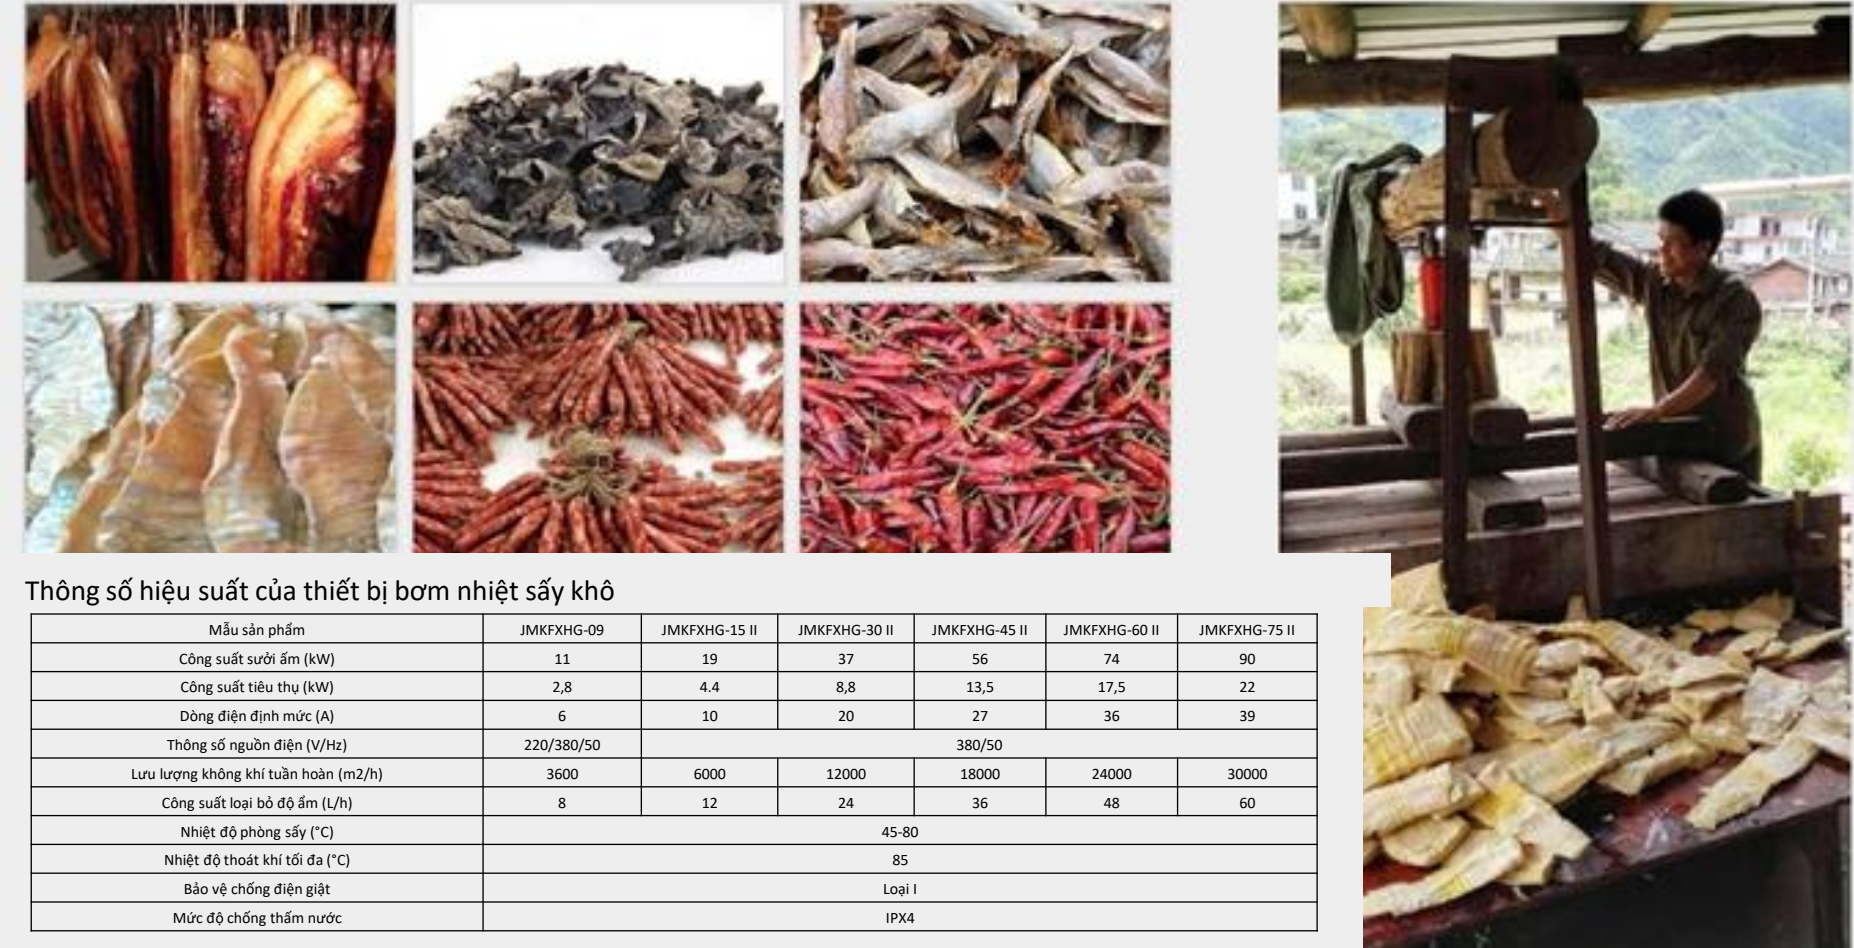 Thông số hiệu suất của thiết bị bơm nhiệt sấy khô
Mẫu sản phẩm JMKFXHG-09 JMKFXHG-15 II JMKFXHG-30 II JMKFXHG-45 II JMKFXHG-60 II JMKFXHG-75 II
Công suất sưởi ấm (kW) 11 19 37 56 74 90
Công suất tiêu thụ (kW) 2,8 4.4 8,8 13,5 17,5 22
Dòng điện định mức (A) 6 10 20 27 36 39
Thông số nguồn điện (V/Hz) 220/380/50 380/50
Lưu lượng không khí tuần hoàn (m2/h) 3600 6000 12000 18000 24000 30000
Công suất loại bỏ độ ẩm (L/h) 8 12 24 36 48 60
Nhiệt độ phòng sấy (°C) 45-80
Nhiệt độ thoát khí tối đa (°C) 85
Bảo vệ chống điện giật Loại I
Mức độ chống thấm nước IPX4